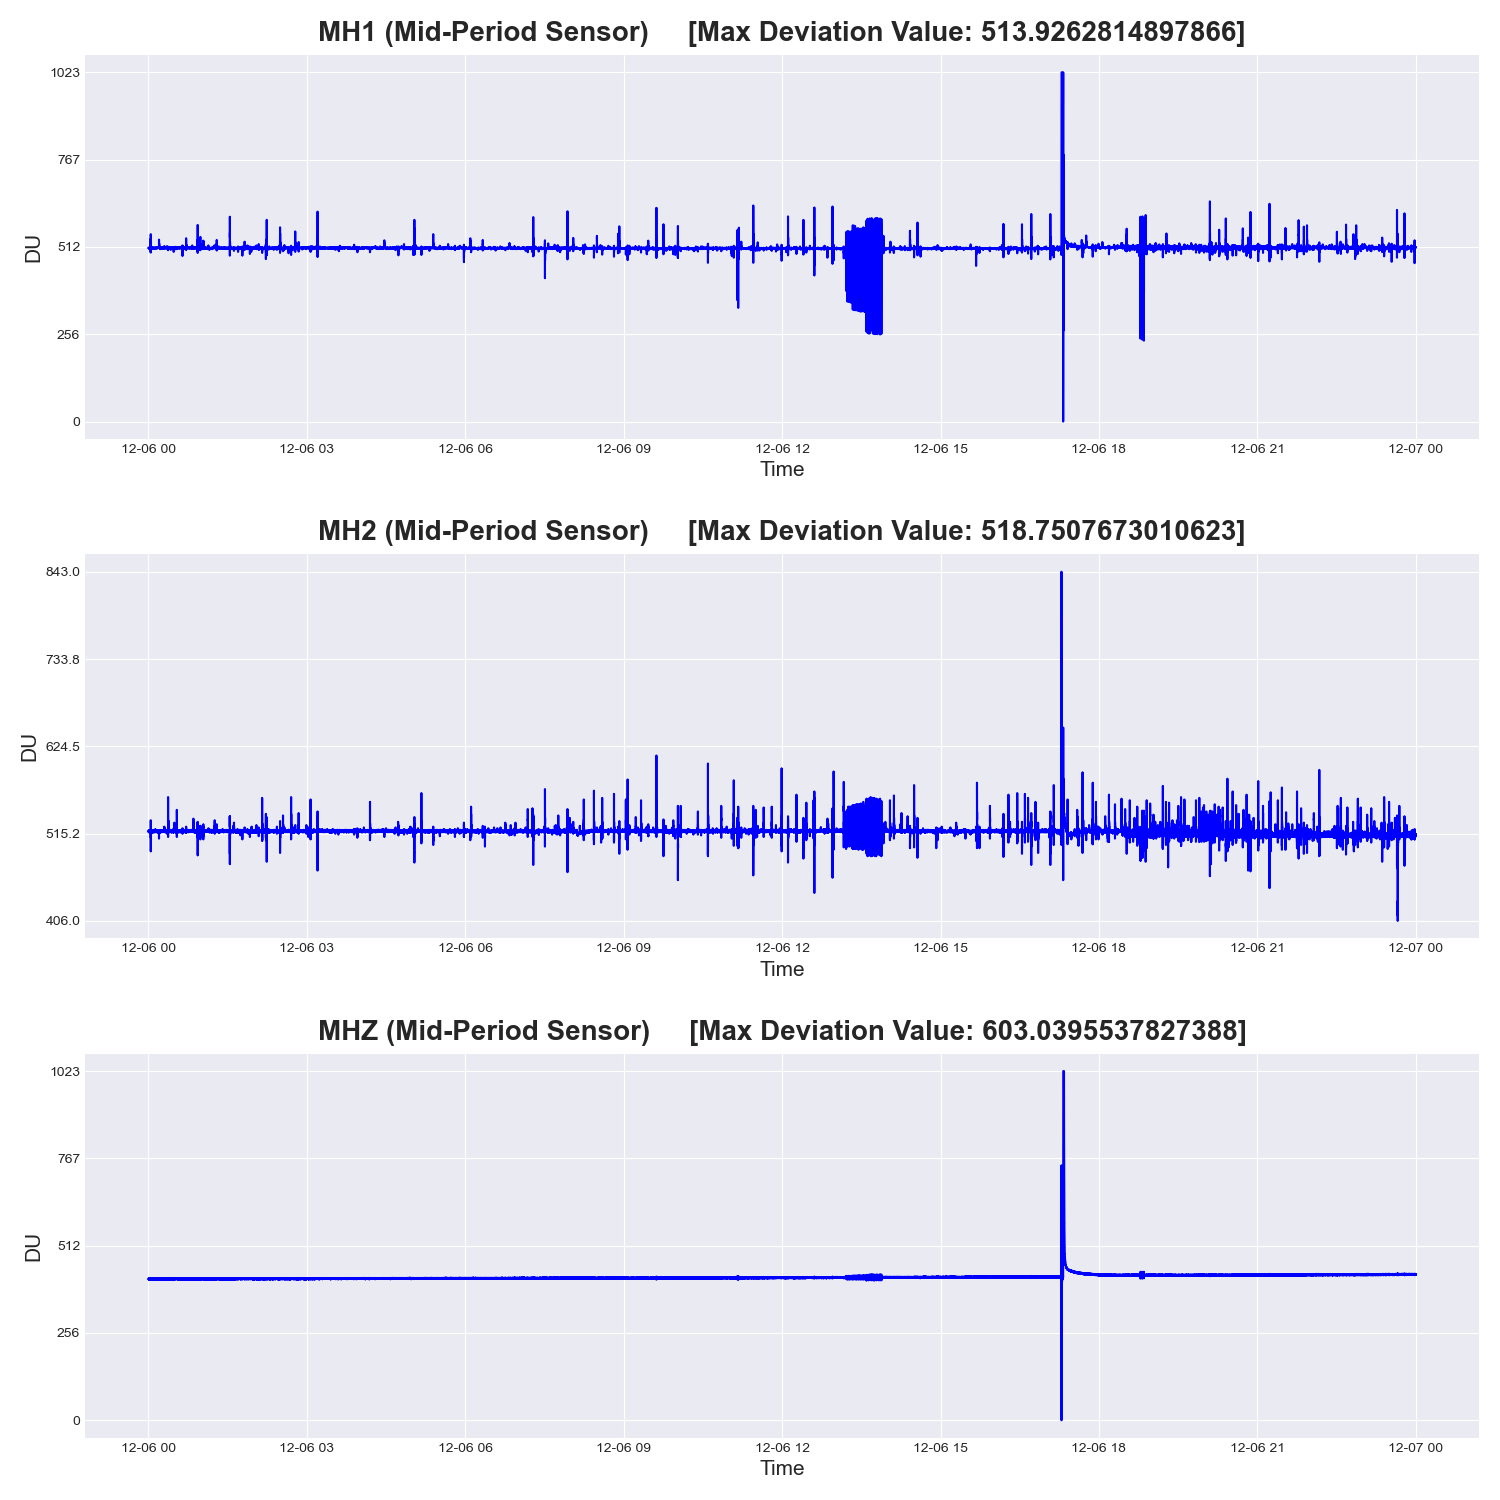 MH1 (Mid-Period Sensor) [Max Deviation Value: 513.9262814897866]
1023
767
512
256
0
DU
12-06 00 12-06 03 12-06 06 12-06 09 12-06 12 12-06 15 12-06 18 12-06 21 12-07 00
Time
MH2 (Mid-Period Sensor) [Max Deviation Value: 518.7507673010623]
843.0
733.8
624.5
515.2
406.0
DU
12-06 00 12-06 03 12-06 06 12-06 09 12-06 12 12-06 15 12-06 18 12-06 21 12-07 00
Time
MHZ (Mid-Period Sensor) [Max Deviation Value: 603.0395537827388]
1023
767
512
256
0
DU
12-06 00 12-06 03 12-06 06 12-06 09 12-06 12 12-06 15 12-06 18 12-06 21 12-07 00
Time